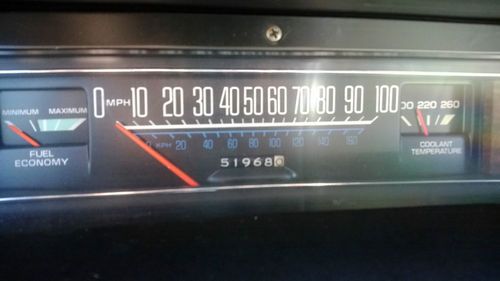 MINIMUM MAXIMUM
FUEL
ECONOMY
0 MPH 10 20 30 40 50 60 70 80 90 100
KPH 20 40 60 80 100 120 140 160
51968
00 220 260
COOLANT
TEMPERATURE